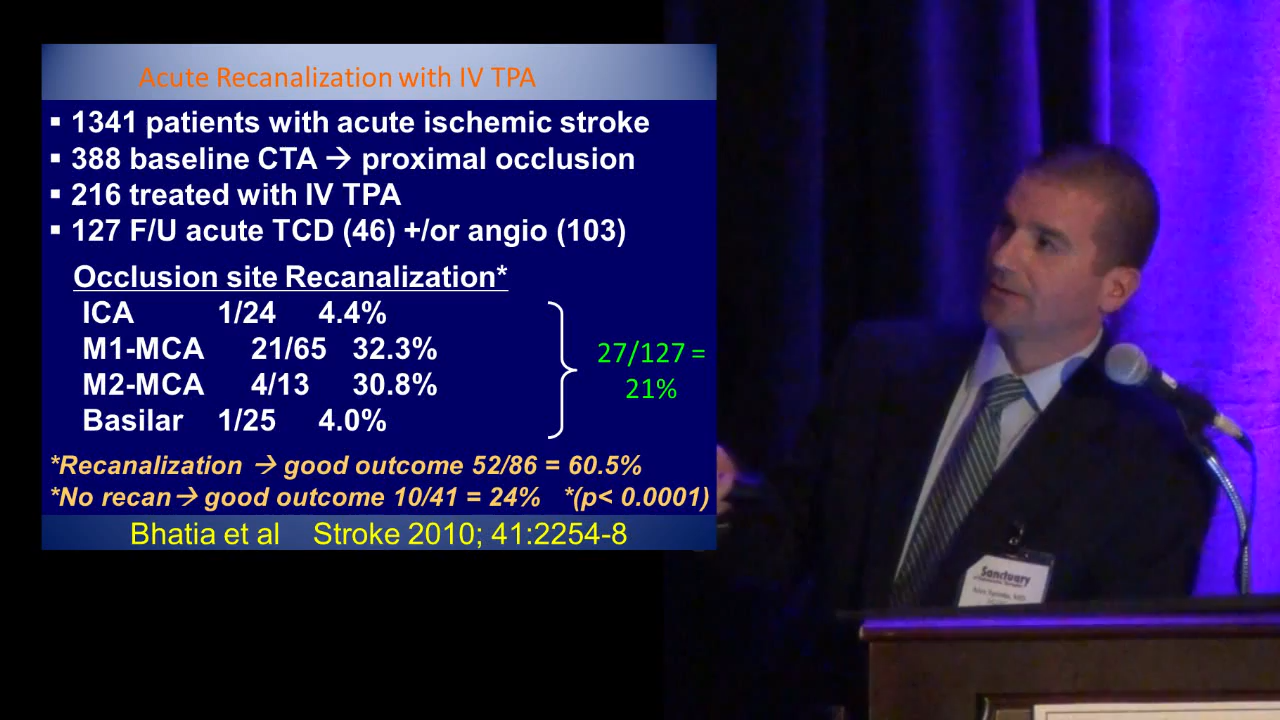 Acute Recanalization with IV TPA
▪ 1341 patients with acute ischemic stroke
▪ 388 baseline CTA → proximal occlusion
▪ 216 treated with IV TPA
▪ 127 F/U acute TCD (46) +/or angio (103)
Occlusion site Recanalization*
ICA 1/24 4.4%
M1-MCA 21/65 32.3%
M2-MCA 4/13 30.8%
Basilar 1/25 4.0%
27/127 =
21%
*Recanalization → good outcome 52/86 = 60.5%
*No recan→ good outcome 10/41 = 24% *(p< 0.0001)
Bhatia et al Stroke 2010; 41:2254-8
Sanctuary